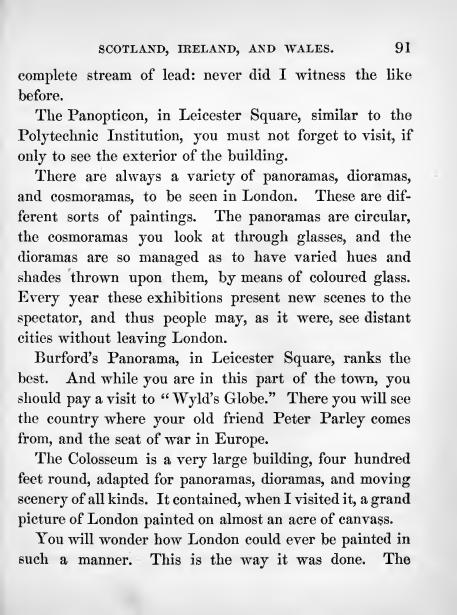 SCOTLAND, IRELAND, AND WALES. 91
complete stream of lead: never did I witness the like
before.
The Panopticon, in Leicester Square, similar to the
Polytechnic Institution, you must not forget to visit, if
only to see the exterior of the building.
There are always a variety of panoramas, dioramas,
and cosmoramas, to be seen in London. These are dif-
ferent sorts of paintings. The panoramas are circular,
the cosmoramas you look at through glasses, and the
dioramas are so managed as to have varied hues and
shades thrown upon them, by means of coloured glass.
Every year these exhibitions present new scenes to the
spectator, and thus people may, as it were, see distant
cities without leaving London.
Burford's Panorama, in Leicester Square, ranks the
best. And while you are in this part of the town, you
should pay a visit to “Wyld's Globe.” There you will see
the country where your old friend Peter Parley comes
from, and the seat of war in Europe.
The Colosseum is a very large building, four hundred
feet round, adapted for panoramas, dioramas, and moving
scenery of all kinds. It contained, when I visited it, a grand
picture of London painted on almost an acre of canvass.
You will wonder how London could ever be painted in
such a manner. This is the way it was done. The